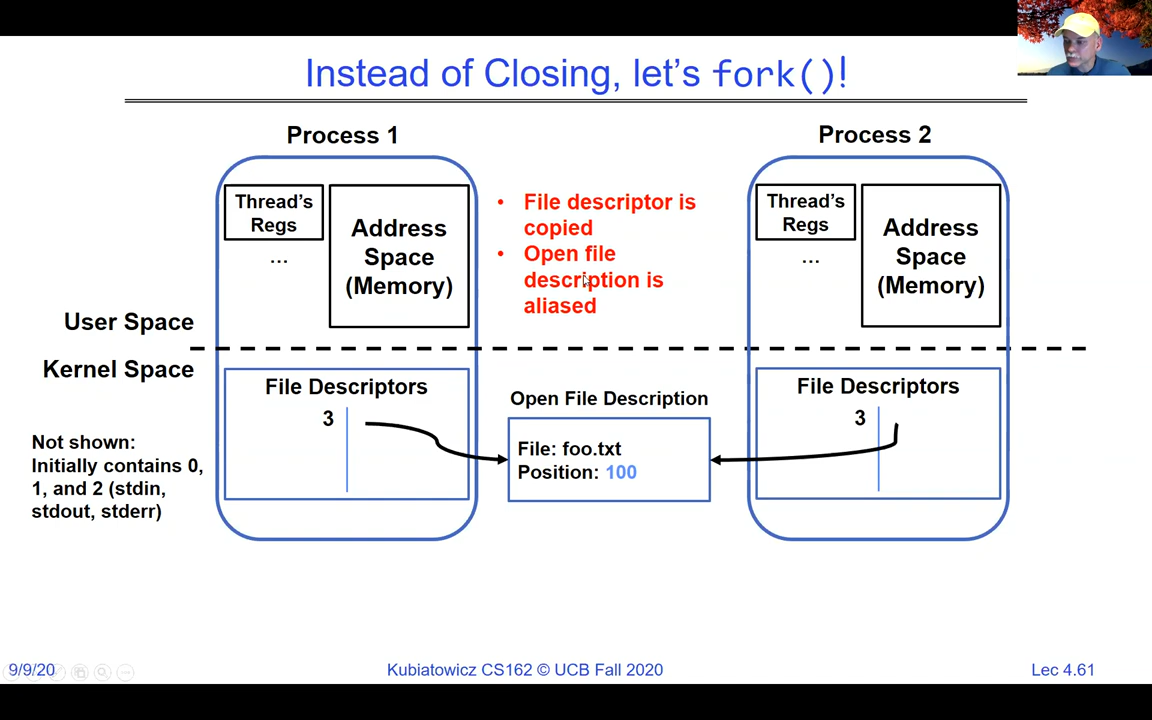 Instead of Closing, let's fork()!
Process 1
Thread's
Regs
...
Address
Space
(Memory)
• File descriptor is
copied
• Open file
description is
aliased
Process 2
Thread's
Regs
...
Address
Space
(Memory)
User Space
Kernel Space
File Descriptors
3
Not shown:
Initially contains 0,
1, and 2 (stdin,
stdout, stderr)
Open File Description
File: foo.txt
Position: 100
File Descriptors
3
9/9/20
Kubiatowicz CS162 © UCB Fall 2020
Lec 4.61